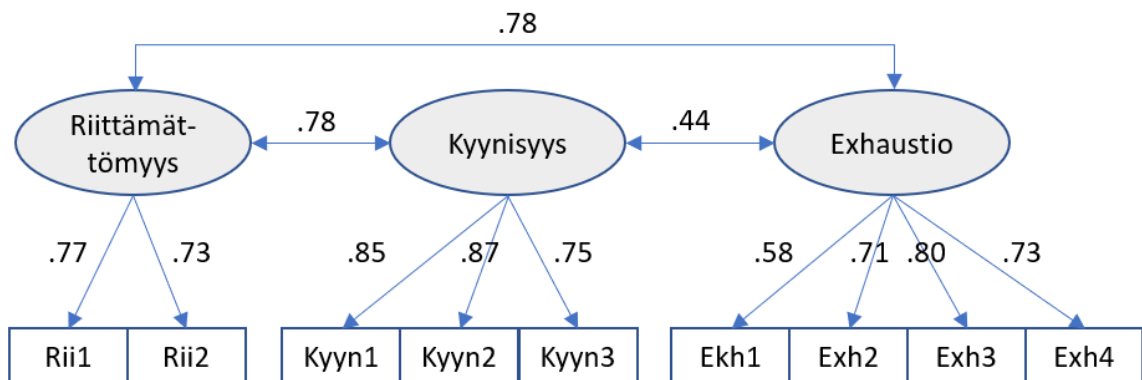 .78
Riittämät-
tömyys
.78
Kyynisyys
.44
Exhaustio
.77 .73 .85 .87 .75 .58 .71 .80 .73
Rii1 Rii2 Kyyn1 Kyyn2 Kyyn3 Ekh1 Exh2 Exh3 Exh4